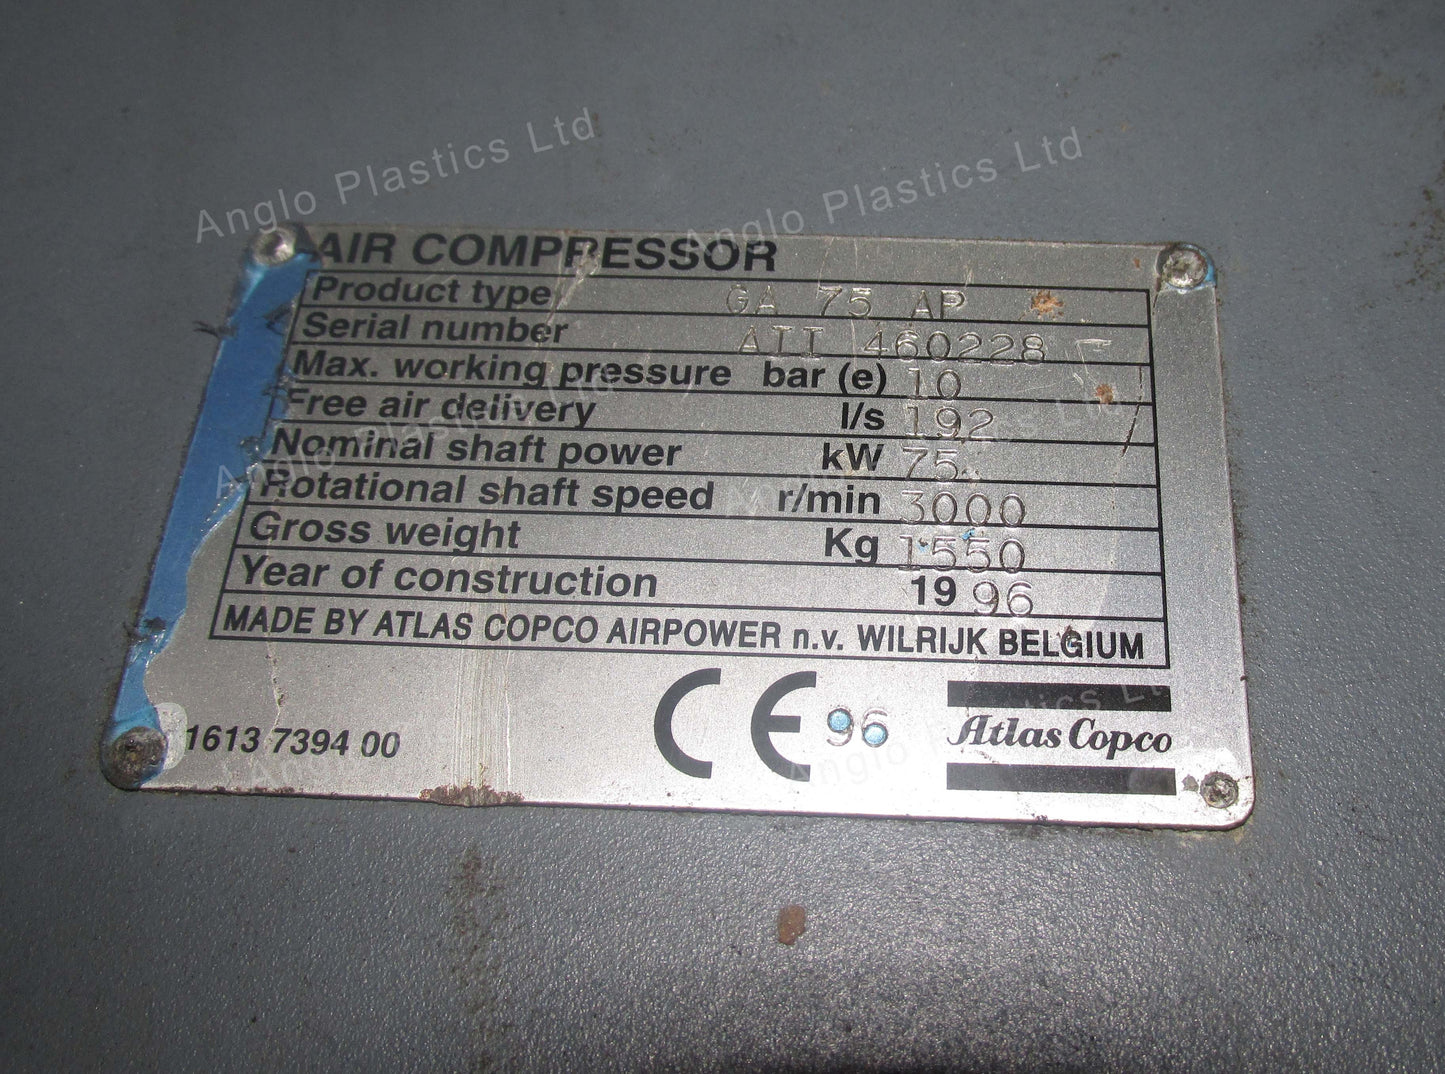 Anglo Plastics Ltd
Anglo Plastics Ltd
AIR COMPRESSOR
Product type GA 75 AP
Serial number AII 460228
Max. working pressure bar (e) 10
Free air delivery l/s 192
Nominal shaft power kW 75
Rotational shaft speed r/min 3000
Gross weight Kg 1550
Year of construction 19 96
MADE BY ATLAS COPCO AIRPOWER n.v. WILRIJK BELGIUM
1613 7394 00
CE 96
Atlas Copco